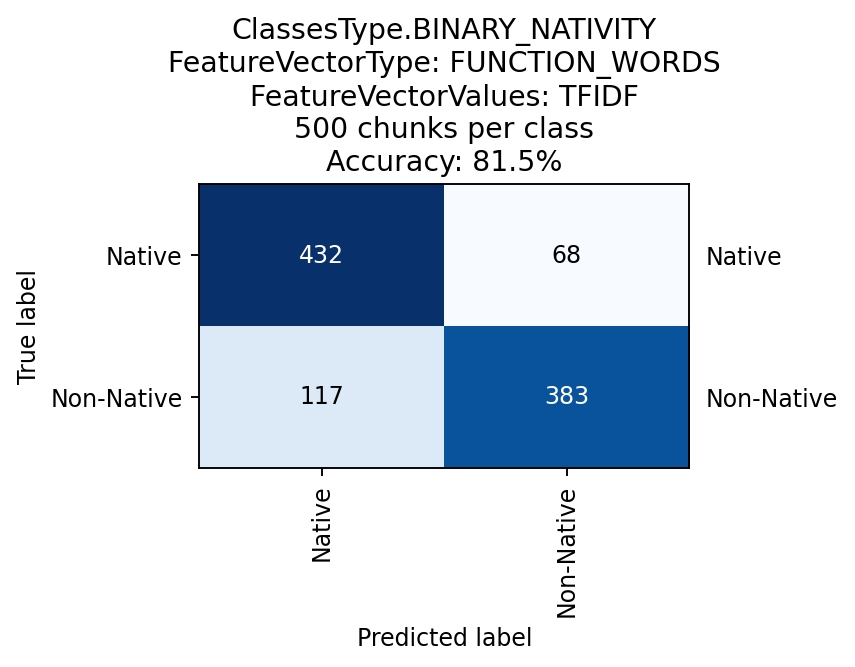 ClassesType.BINARY_NATIVITY
FeatureVectorType: FUNCTION_WORDS
FeatureVectorValues: TFIDF
500 chunks per class
Accuracy: 81.5%
True label
Native
432
68
Native
Non-Native
117
383
Non-Native
Native
Non-Native
Predicted label